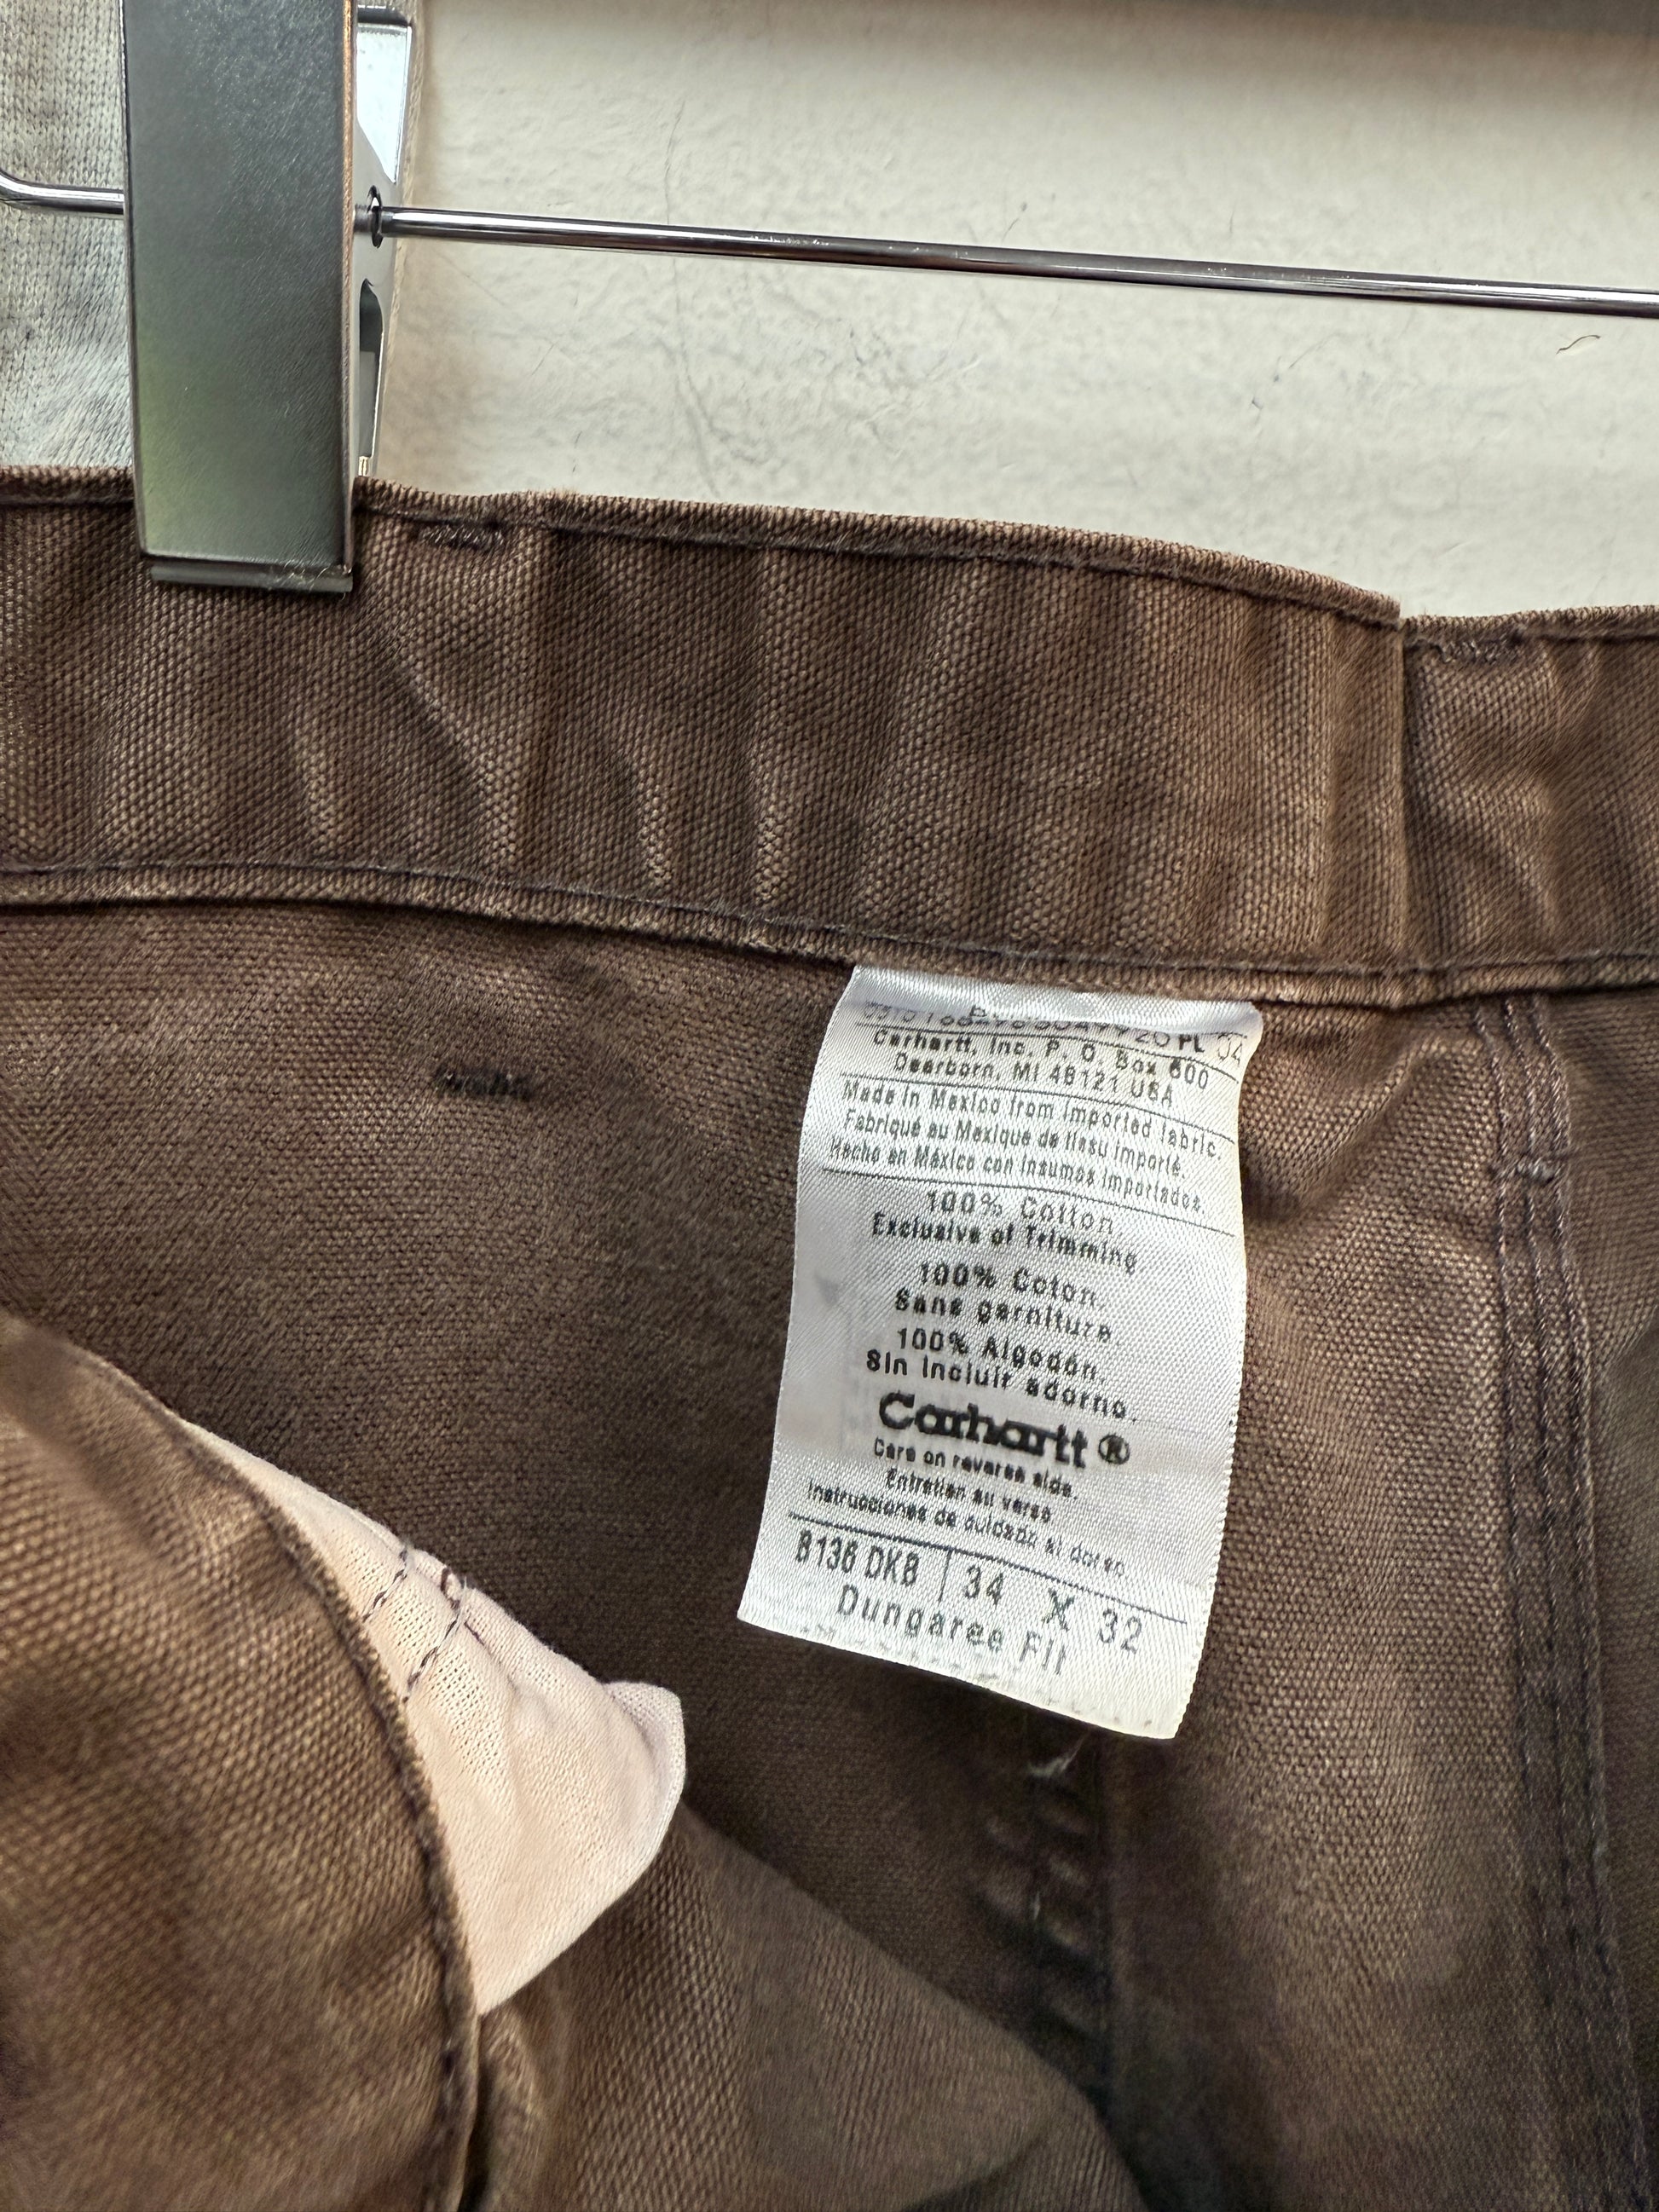 20 PL 04
Carhartt, Inc. P. O. Box 600
Dearborn, MI 48121 USA
Made in Mexico from imported fabric.
Fabriqué au Mexique de tissu importé.
Hecho en México con insumos importados.
100% Cotton
Exclusive of Trimming
100% Coton.
Sans garniture.
100% Algodón.
Sin incluir adorno.
Carhartt®
Care on reverse side.
Entretien au verso
Instrucciones de cuidado al dorso.
B136 DKB | 34 X 32
Dungaree Fit